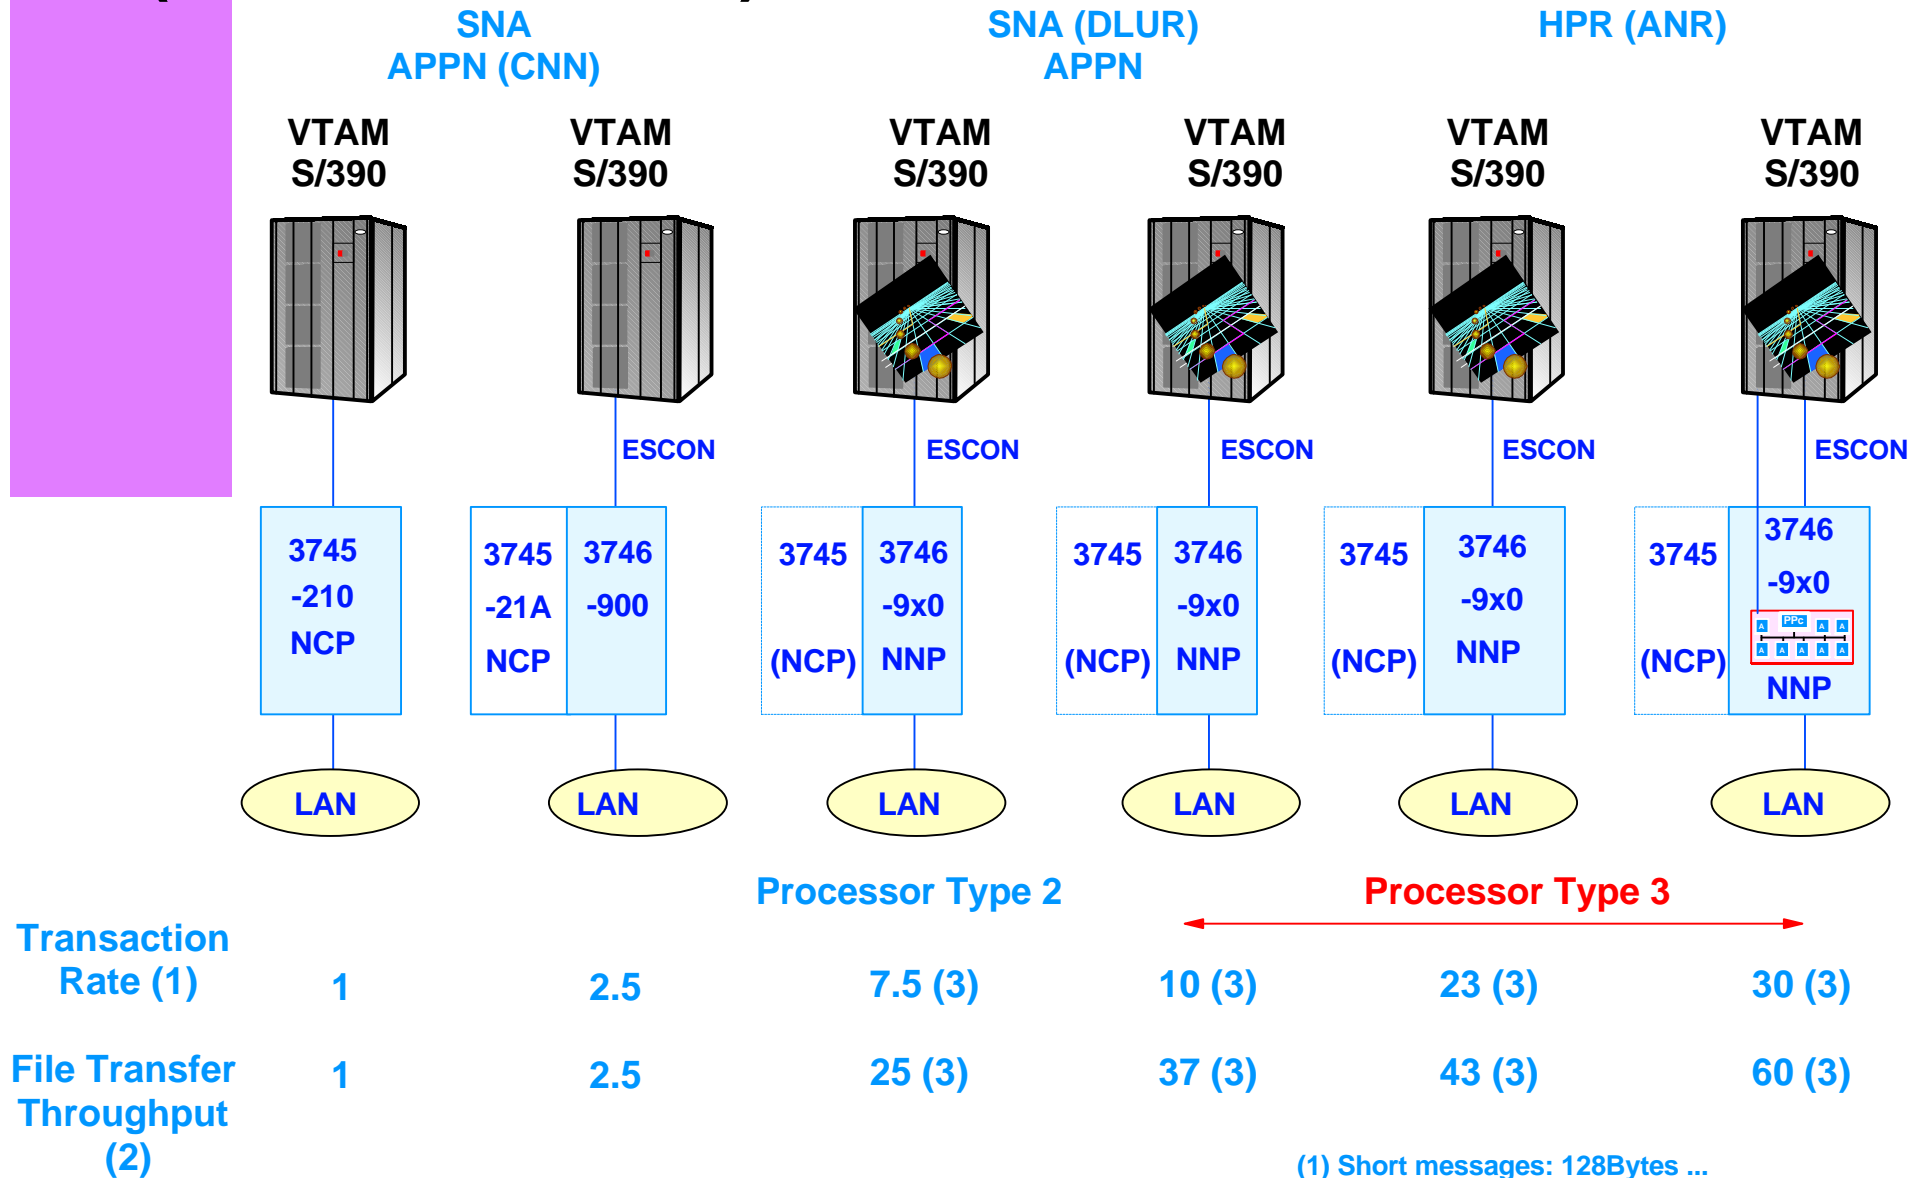 SNA
APPN (CNN)
SNA (DLUR)
APPN
HPR (ANR)
VTAM
S/390
VTAM
S/390
VTAM
S/390
VTAM
S/390
VTAM
S/390
VTAM
S/390
ESCON
ESCON
ESCON
ESCON
ESCON
3745
-210
NCP
3745
-21A
NCP
3746
-900
3745
(NCP)
3746
-9x0
NNP
3745
(NCP)
3746
-9x0
NNP
3745
(NCP)
3746
-9x0
NNP
3745
(NCP)
3746
-9x0
A PPc A A
A A A A A
NNP
LAN
LAN
LAN
LAN
LAN
LAN
Processor Type 2
Processor Type 3
Transaction
Rate (1)
1
2.5
7.5 (3)
10 (3)
23 (3)
30 (3)
File Transfer
Throughput
(2)
1
2.5
25 (3)
37 (3)
43 (3)
60 (3)
(1) Short messages: 128Bytes ...